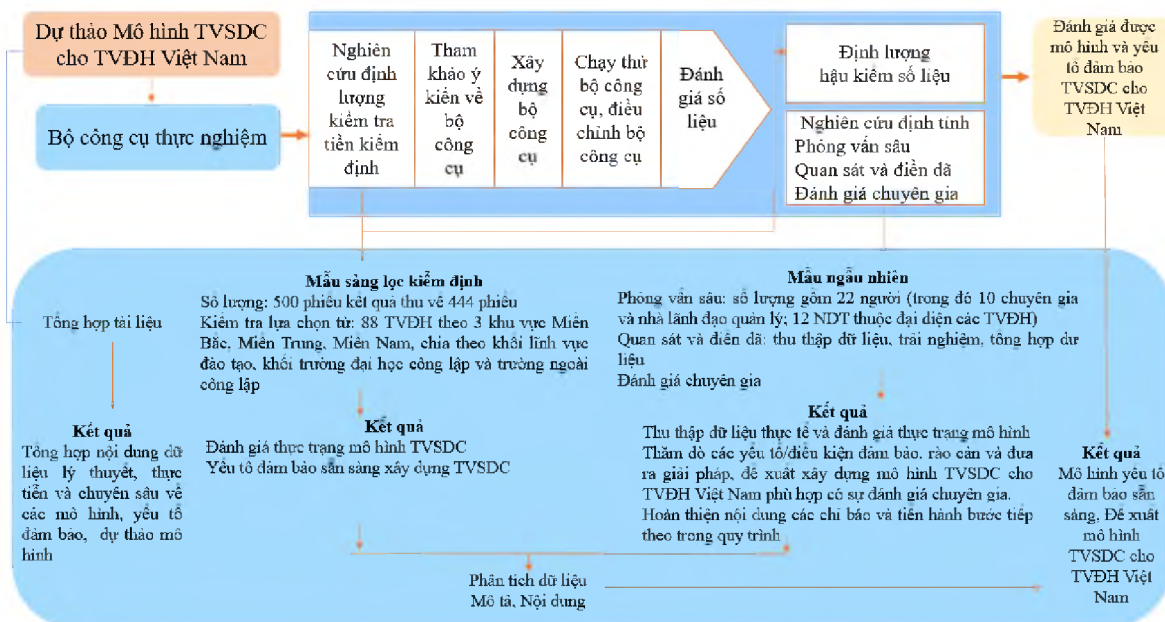 Dự thảo Mô hình TVSDC
cho TVĐH Việt Nam
Bộ công cụ thực nghiệm
Nghiên
cứu định
lượng
kiểm tra
tiền kiểm
định
Tham
khảo ý
kiến về
bộ công
cụ
Xây
dựng
bộ
công
cụ
Chạy thử
bộ công
cụ, điều
chỉnh bộ
công cụ
Đánh
giá số
liệu
Định lượng
hậu kiểm số liệu
Nghiên cứu định tính
Phỏng vấn sâu
Quan sát và điền dã
Đánh giá chuyên gia
Đánh giá được
mô hình và yếu
tố đảm bảo
TVSDC cho
TVĐH Việt
Nam
Tổng hợp tài liệu
Kết quả
Tổng hợp nội dung dữ
liệu lý thuyết, thực
tiễn và chuyên sâu về
các mô hình, yếu tố
đảm bảo, dự thảo mô
hình
Mẫu sàng lọc kiểm định
Số lượng: 500 phiếu kết quả thu về 444 phiếu
Kiểm tra lựa chọn từ: 88 TVĐH theo 3 khu vực Miền
Bắc, Miền Trung, Miền Nam, chia theo khối lĩnh vực
đào tạo, khối trường đại học công lập và trường ngoài
công lập
Kết quả
Đánh giá thực trạng mô hình TVSDC
Yếu tố đảm bảo sẵn sàng xây dựng TVSDC
Mẫu ngẫu nhiên
Phỏng vấn sâu: số lượng gồm 22 người (trong đó 10 chuyên gia
và nhà lãnh đạo quản lý; 12 NDT thuộc đại diện các TVĐH)
Quan sát và điền dã: thu thập dữ liệu, trải nghiệm, tổng hợp dữ
liệu
Đánh giá chuyên gia
Kết quả
Thu thập dữ liệu thực tế và đánh giá thực trạng mô hình
Thăm dò các yếu tố/điều kiện đảm bảo, rào cản và đưa
ra giải pháp, đề xuất xây dựng mô hình TVSDC cho
TVĐH Việt Nam phù hợp có sự đánh giá chuyên gia.
Hoàn thiện nội dung các chỉ báo và tiến hành bước tiếp
theo trong quy trình
Phân tích dữ liệu
Mô tả, Nội dung
Kết quả
Mô hình yếu tố
đảm bảo sẵn
sàng, Đề xuất
mô hình
TVSDC cho
TVĐH Việt
Nam